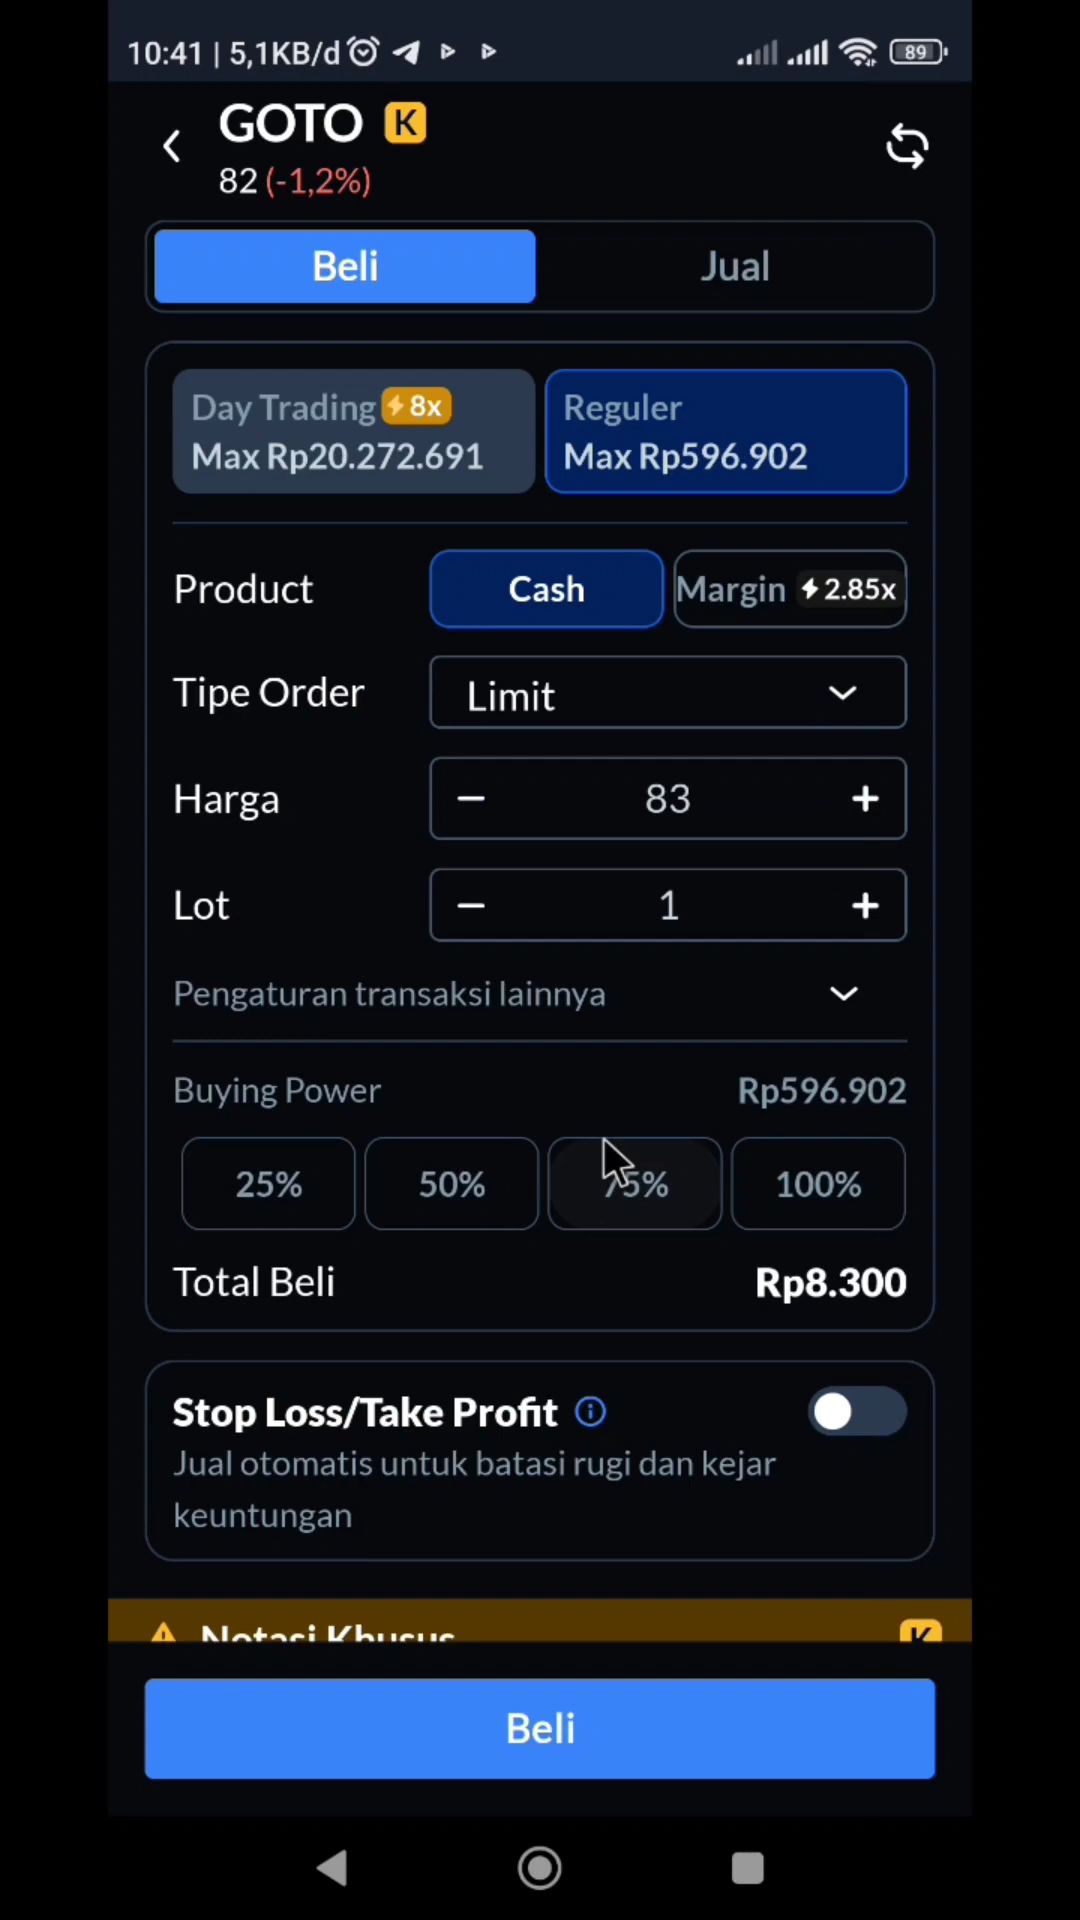 10:41 | 5,1KB/d 89
GOTO K
82 (-1,2%)
Beli Jual
Day Trading 8x Reguler
Max Rp20.272.691 Max Rp596.902
Product Cash Margin 2.85x
Tipe Order Limit
Harga − 83 +
Lot − 1 +
Pengaturan transaksi lainnya
Buying Power Rp596.902
25% 50% 75% 100%
Total Beli Rp8.300
Stop Loss/Take Profit
Jual otomatis untuk batasi rugi dan kejar
keuntungan
Notasi Khusus K
Beli